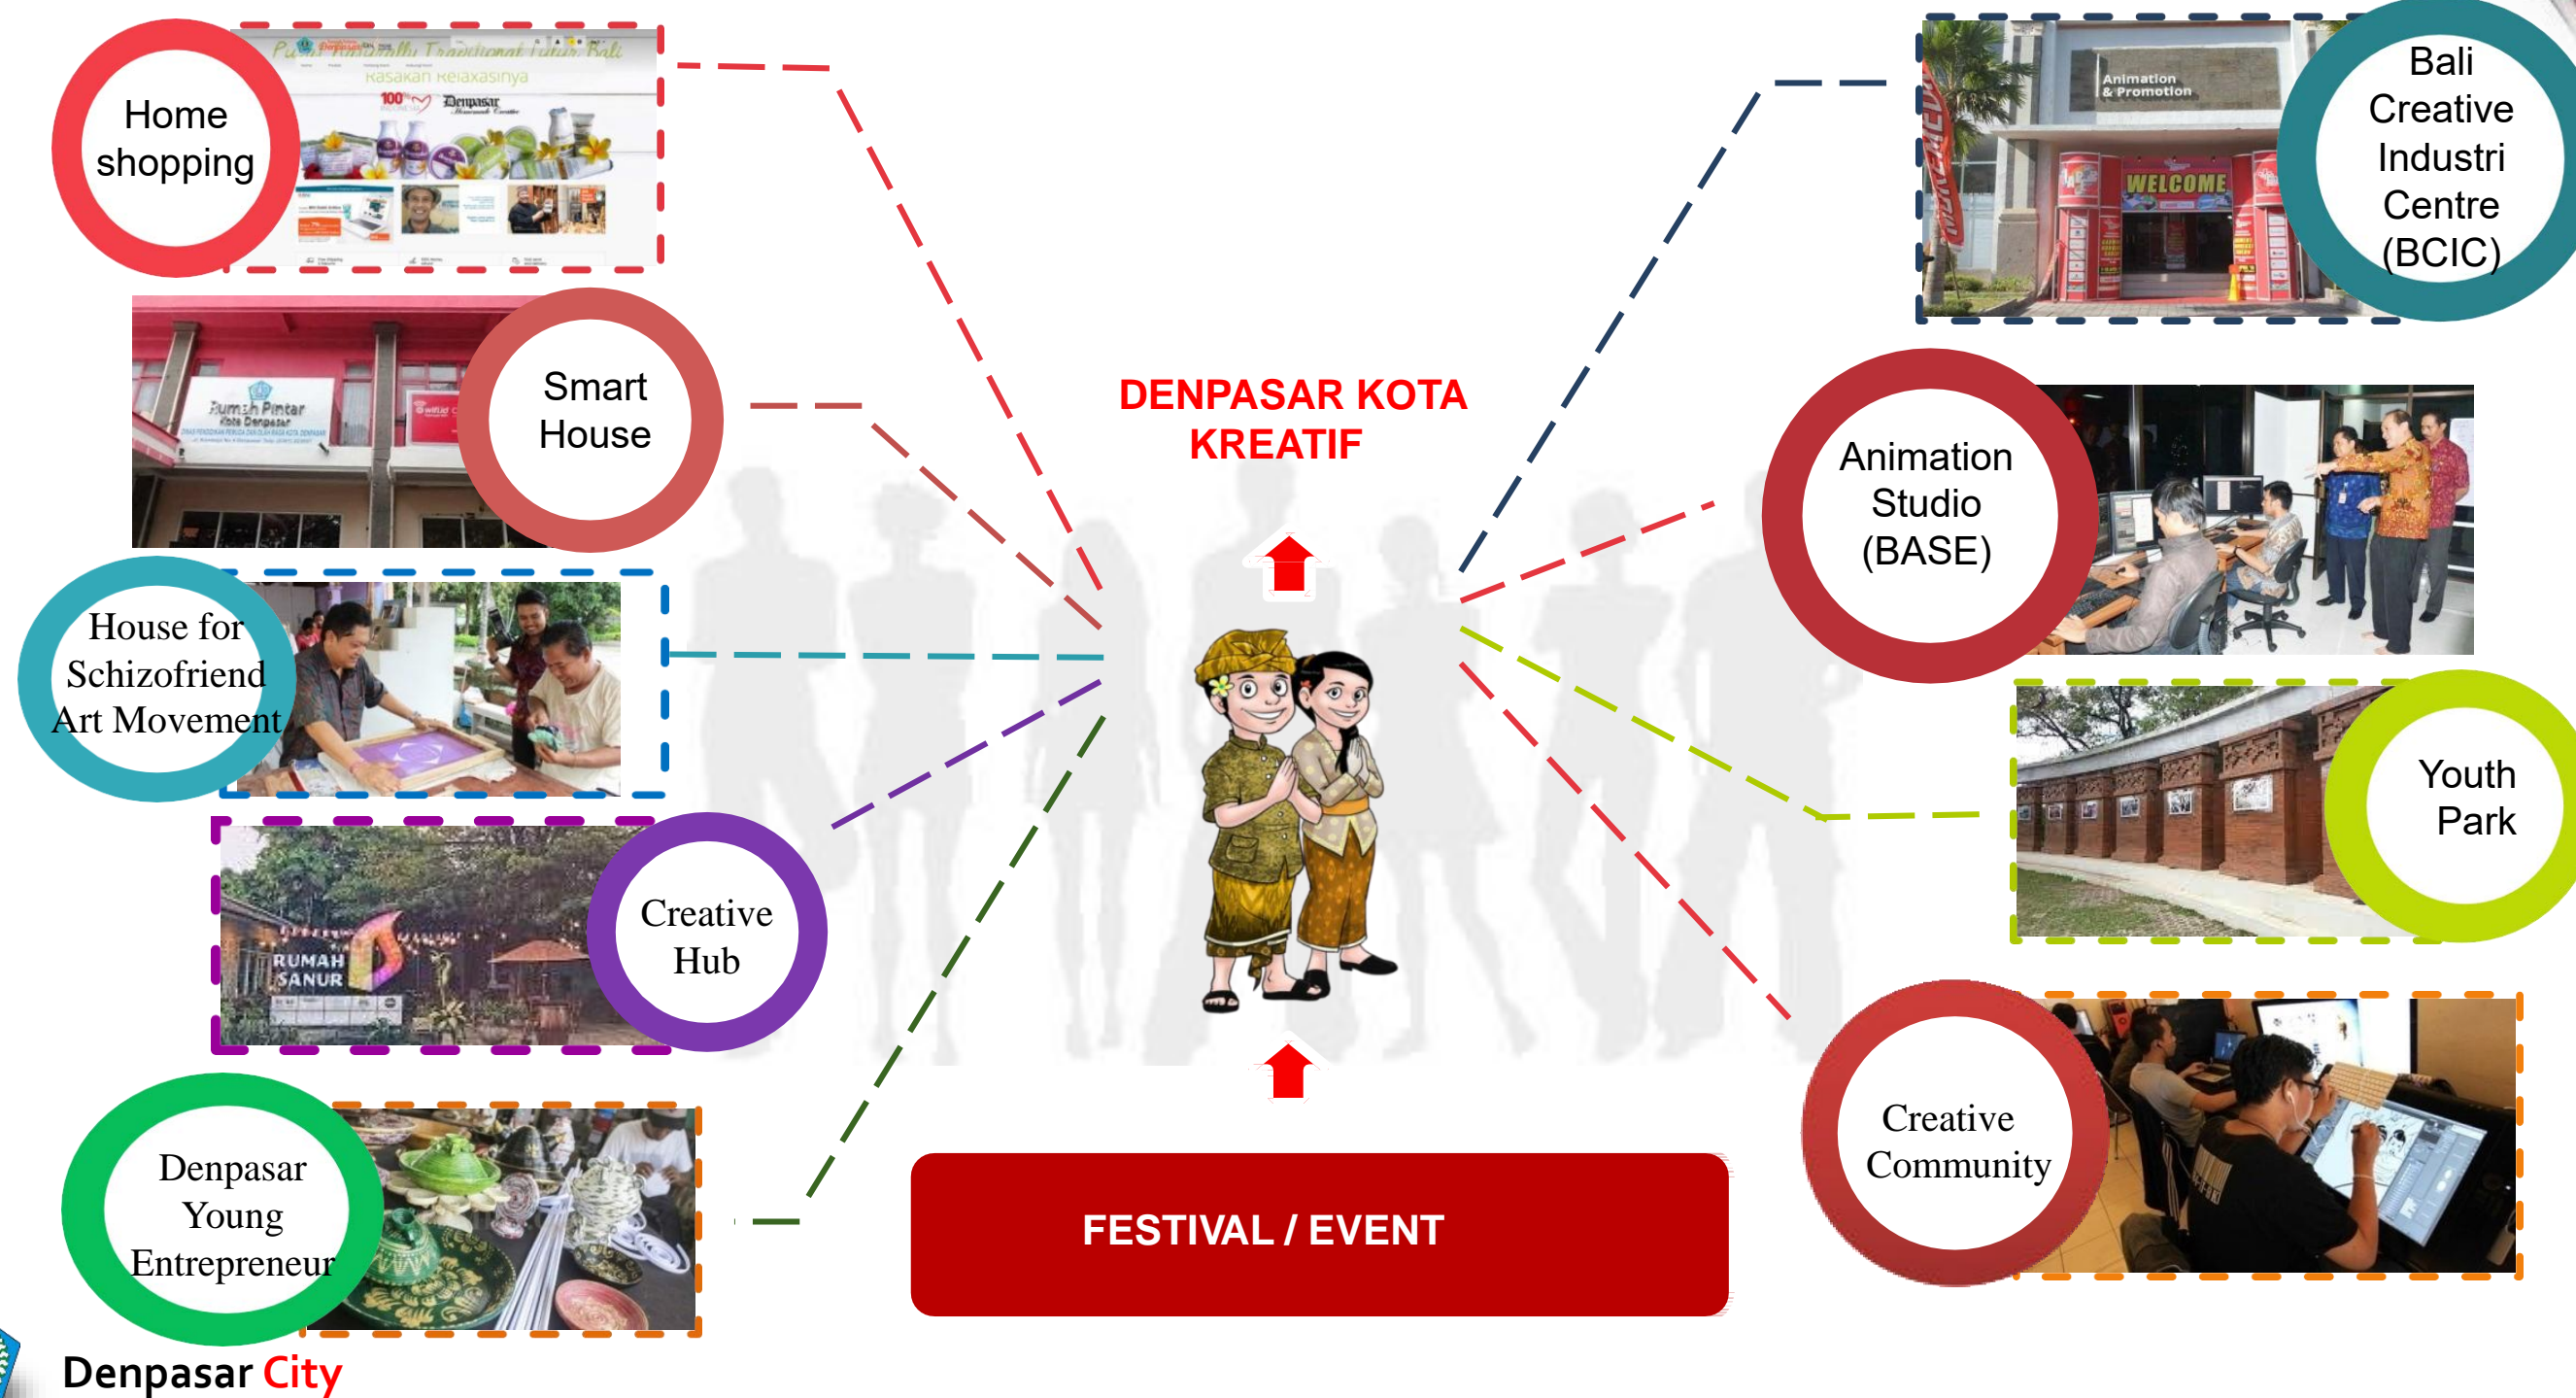 Home
shopping
Rasakan Relaxasinya
100%
Denpasar
Smart
House
Rumah Pintar
Kota Denpasar
House for
Schizofriend
Art Movement
RUMAH
SANUR
Creative
Hub
Denpasar
Young
Entrepreneur
Denpasar City
DENPASAR KOTA
KREATIF
FESTIVAL / EVENT
Animation
& Promotion
WELCOME
Bali
Creative
Industri
Centre
(BCIC)
Animation
Studio
(BASE)
Youth
Park
Creative
Community